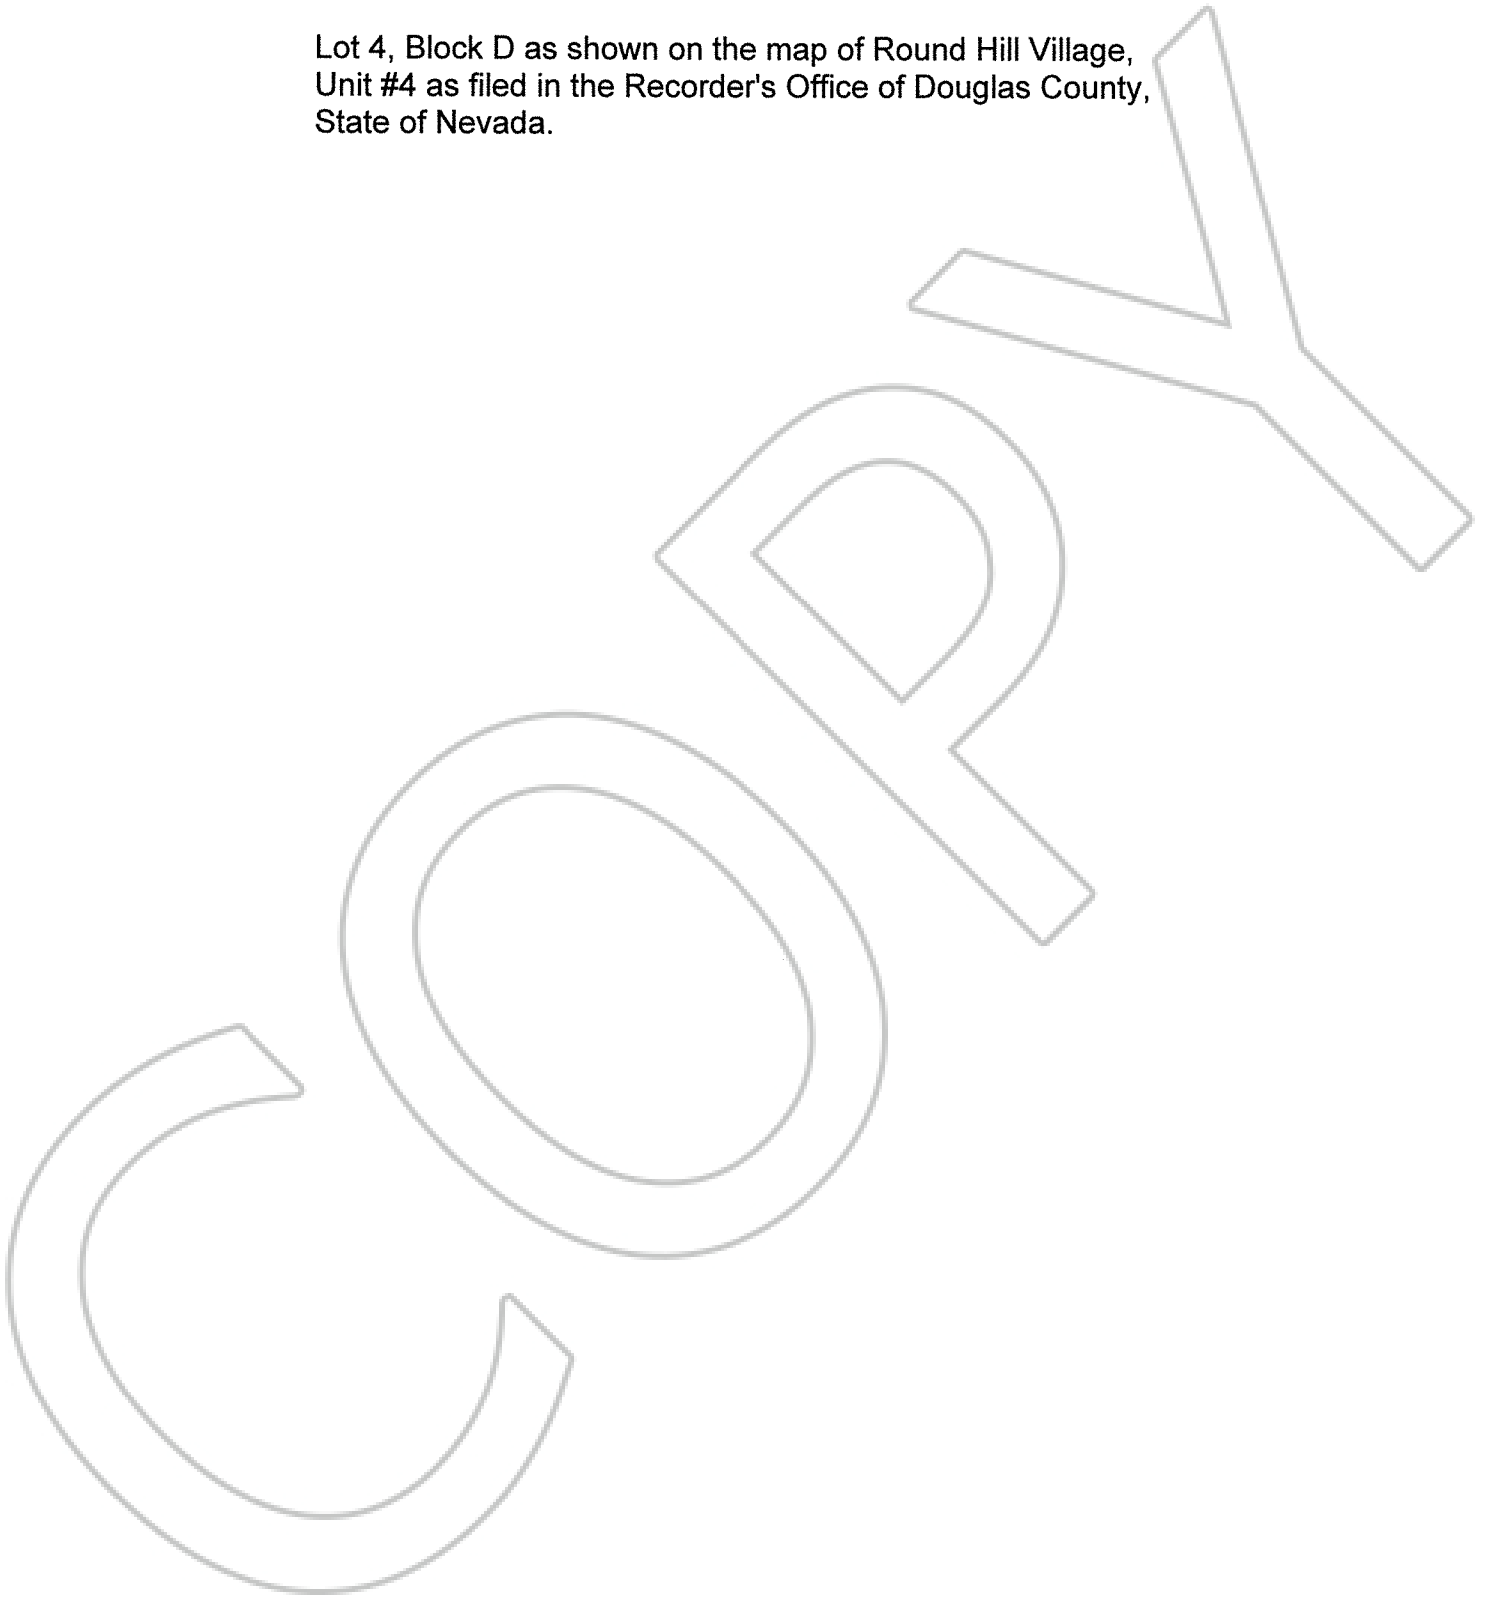 Lot 4, Block D as shown on the map of Round Hill Village,
Unit #4 as filed in the Recorder's Office of Douglas County,
State of Nevada.
COPY